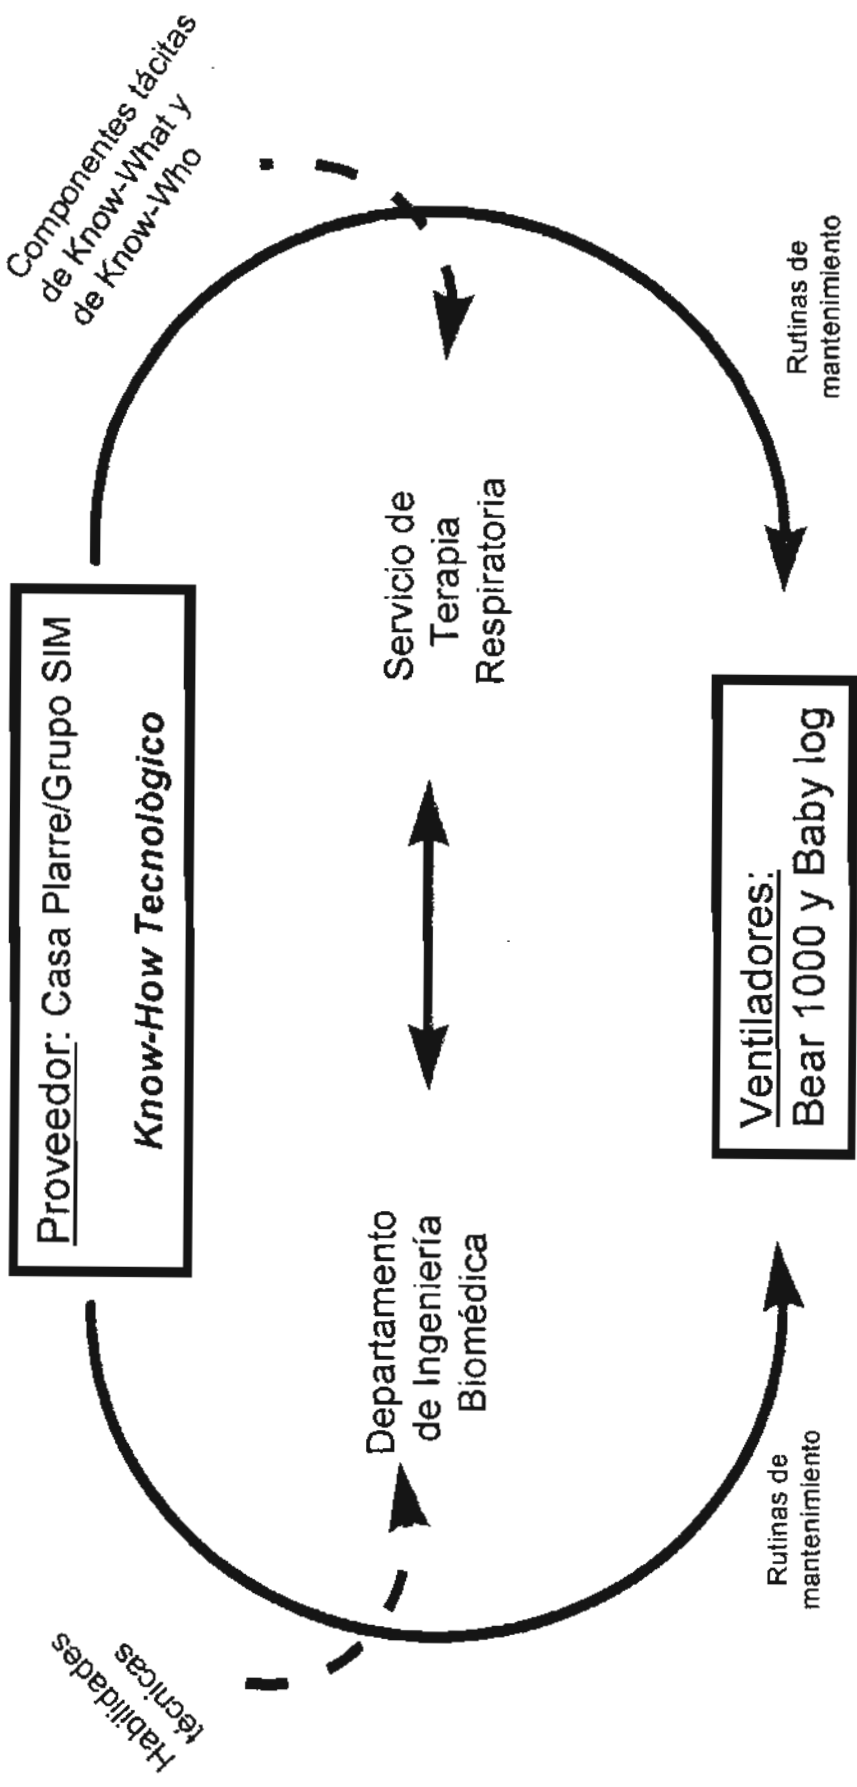 Proveedor: Casa Plarre/Grupo SIM
Know-How Tecnològico
Habilidades
técnicas
Componentes tácitas
de Know-What y
de Know-Who
Departamento
de Ingeniería
Biomédica
Servicio de
Terapia
Respiratoria
Rutinas de
mantenimiento
Rutinas de
mantenimiento
Ventiladores:
Bear 1000 y Baby log